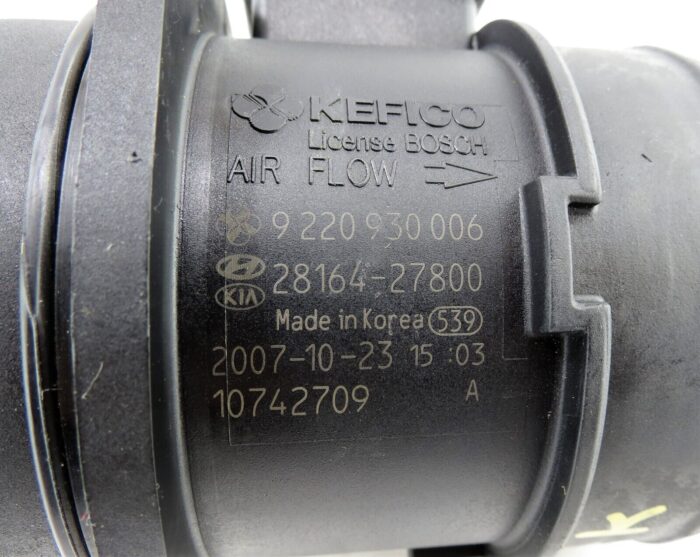 KEFICO
License BOSCH
AIR FLOW
9 220 930 006
28164-27800
KIA
Made in Korea 539
2007-10-23 15:03
10742709 A